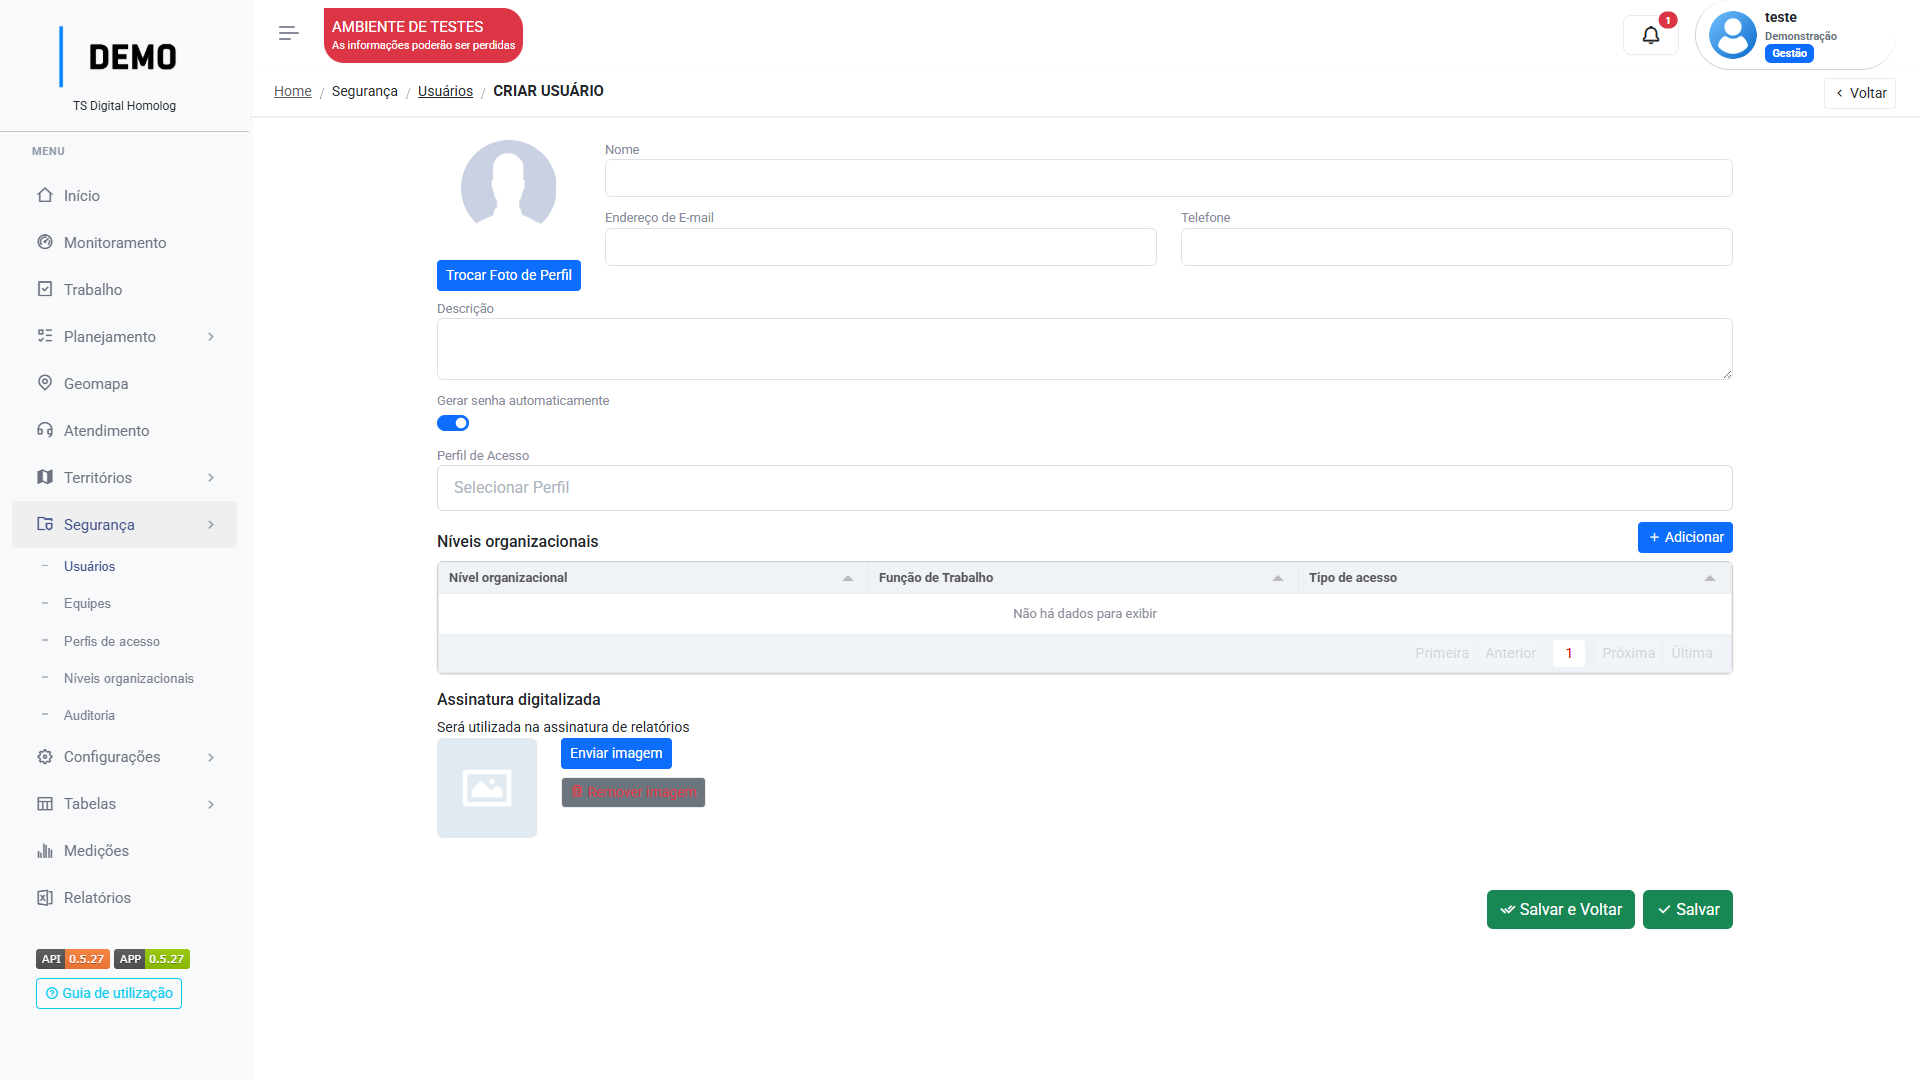 DEMO
TS Digital Homolog
MENU
Início
Monitoramento
Trabalho
Planejamento
Geomapa
Atendimento
Territórios
Segurança
Usuários
Equipes
Perfis de acesso
Níveis organizacionais
Auditoria
Configurações
Tabelas
Medições
Relatórios
API 0.5.27 APP 0.5.27
Guia de utilização
AMBIENTE DE TESTES
As informações poderão ser perdidas
1
teste
Demonstração
Gestão
Home / Segurança / Usuários / CRIAR USUÁRIO
Voltar
Nome
Endereço de E-mail
Telefone
Trocar Foto de Perfil
Descrição
Gerar senha automaticamente
Perfil de Acesso
Selecionar Perfil
Níveis organizacionais
Adicionar
Nível organizacional Função de Trabalho Tipo de acesso
Não há dados para exibir
Primeira Anterior 1 Próxima Última
Assinatura digitalizada
Será utilizada na assinatura de relatórios
Enviar imagem
Remover imagem
Salvar e Voltar
Salvar